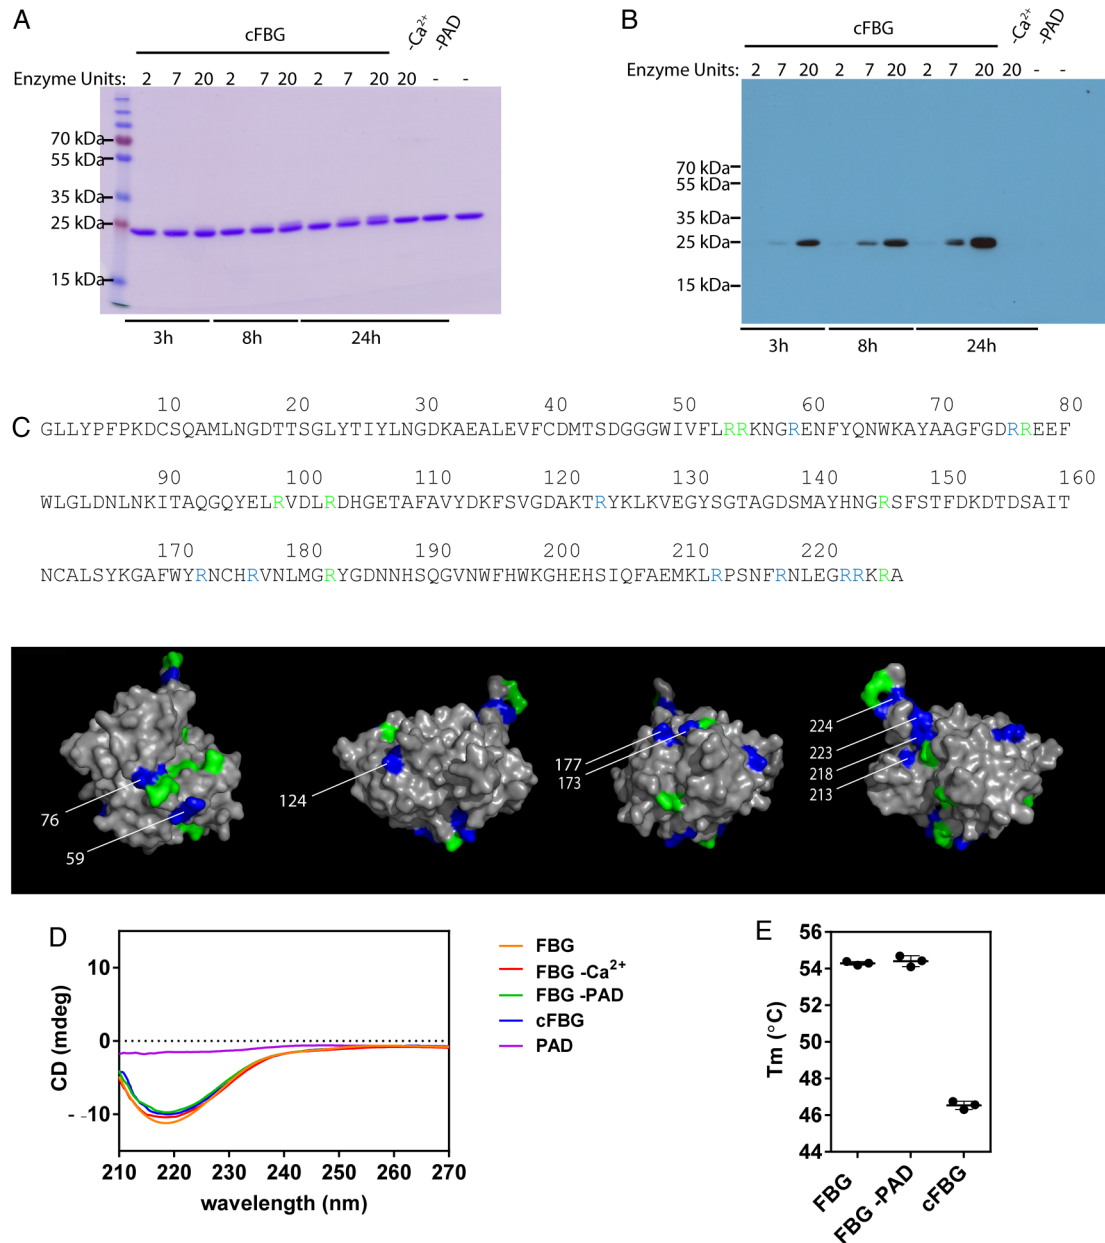 A
cFBG
-Ca2+
-PAD
Enzyme Units: 2 7 20 2 7 20 2 7 20 20 - -
70 kDa
55 kDa
35 kDa
25 kDa
15 kDa
3h 8h 24h
B
cFBG
-Ca2+
-PAD
Enzyme Units: 2 7 20 2 7 20 2 7 20 20 - -
70 kDa
55 kDa
35 kDa
25 kDa
15 kDa
3h 8h 24h
C
10 20 30 40 50 60 70 80
GLLYPFPKDCSQAMLNGDTTSGLYTIYLNGDKAEALEVFCDMTSDGGGWIVFLRRKNGRENFYQNWKAYAAGFGDRREEF
90 100 110 120 130 140 150 160
WLGLDNLNKITAQGQYELRVDLRDHGETAFAVYDKFSVGDAKTRYKLKVEGYSGTAGDSMAYHNGRSFSTFDKDTDSAIT
170 180 190 200 210 220
NCALSYKGAFWYRNCHRVNLMGRYGDNNHSQGVNWFHWKGHEHSIQFAEMKLRPSNFRNLEGRRKRA
76
59
124
177
173
224
223
218
213
D
CD (mdeg)
10
0
- -10
210 220 230 240 250 260 270
wavelength (nm)
FBG
FBG -Ca2+
FBG -PAD
cFBG
PAD
E
Tm (°C)
56
54
52
50
48
46
44
FBG
FBG -PAD
cFBG